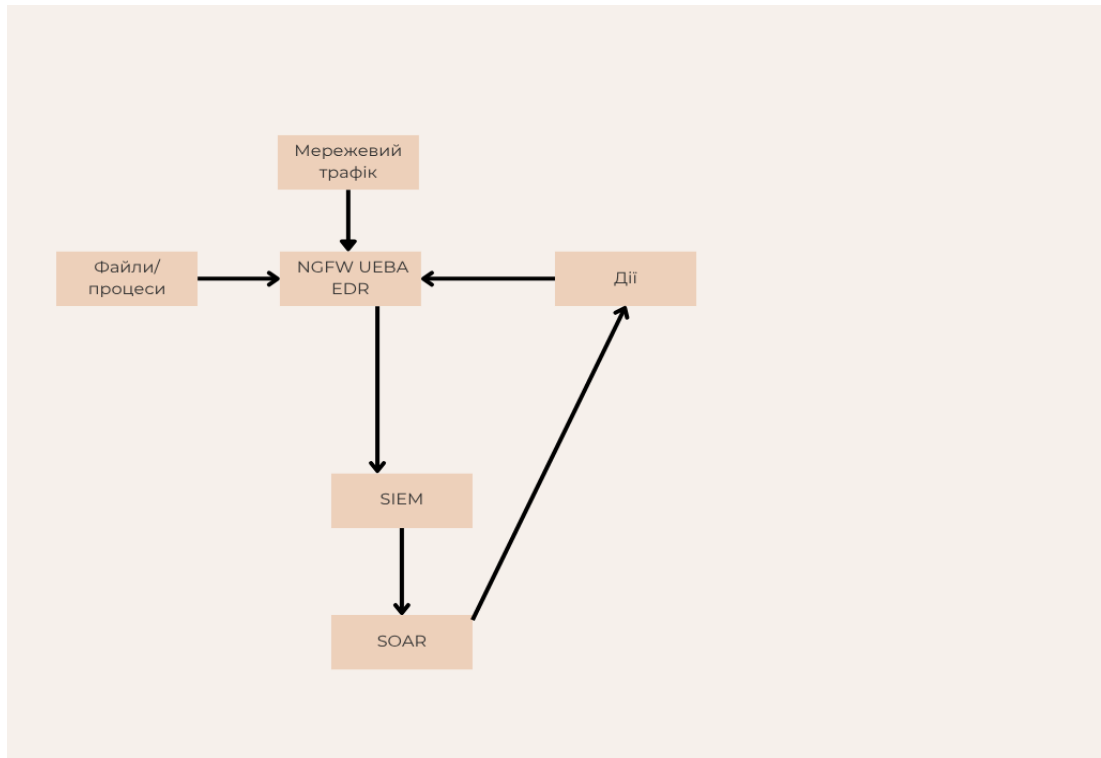 Мережевий
трафік
Файли/
процеси
NGFW UEBA
EDR
Дії
SIEM
SOAR